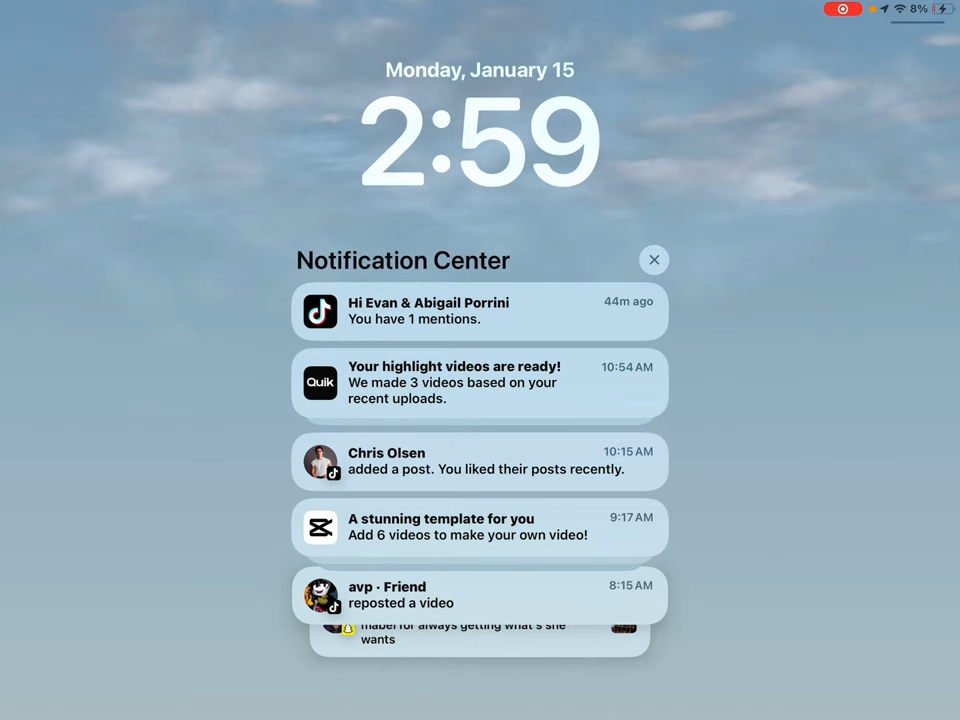 8%
Monday, January 15
2:59
Notification Center
Hi Evan & Abigail Porrini
44m ago
You have 1 mentions.
Quik
Your highlight videos are ready!
10:54 AM
We made 3 videos based on your
recent uploads.
Chris Olsen
10:15 AM
added a post. You liked their posts recently.
A stunning template for you
9:17 AM
Add 6 videos to make your own video!
avp · Friend
8:15 AM
reposted a video
mabel for always getting what's she
wants